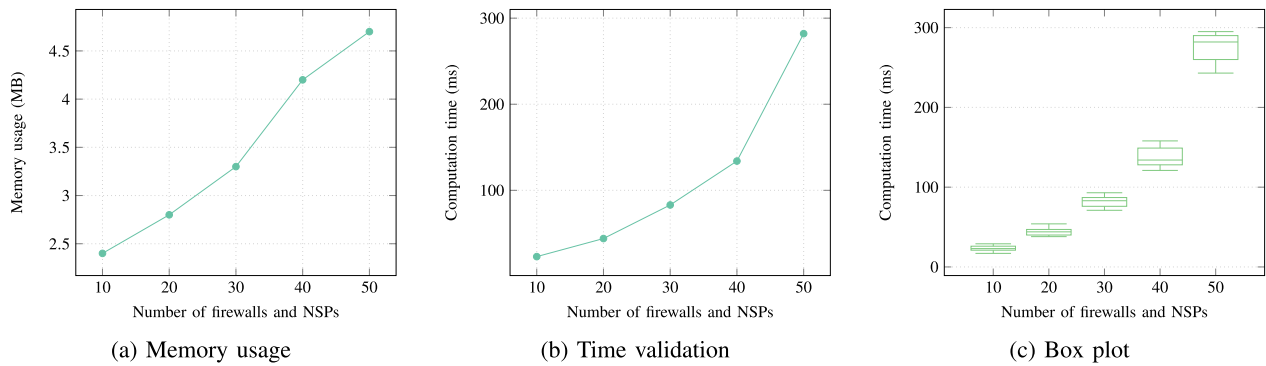 4.5
4
3.5
3
2.5
Memory usage (MB)
10 20 30 40 50
Number of firewalls and NSPs
(a) Memory usage
300
200
100
Computation time (ms)
10 20 30 40 50
Number of firewalls and NSPs
(b) Time validation
300
200
100
0
Computation time (ms)
10 20 30 40 50
Number of firewalls and NSPs
(c) Box plot